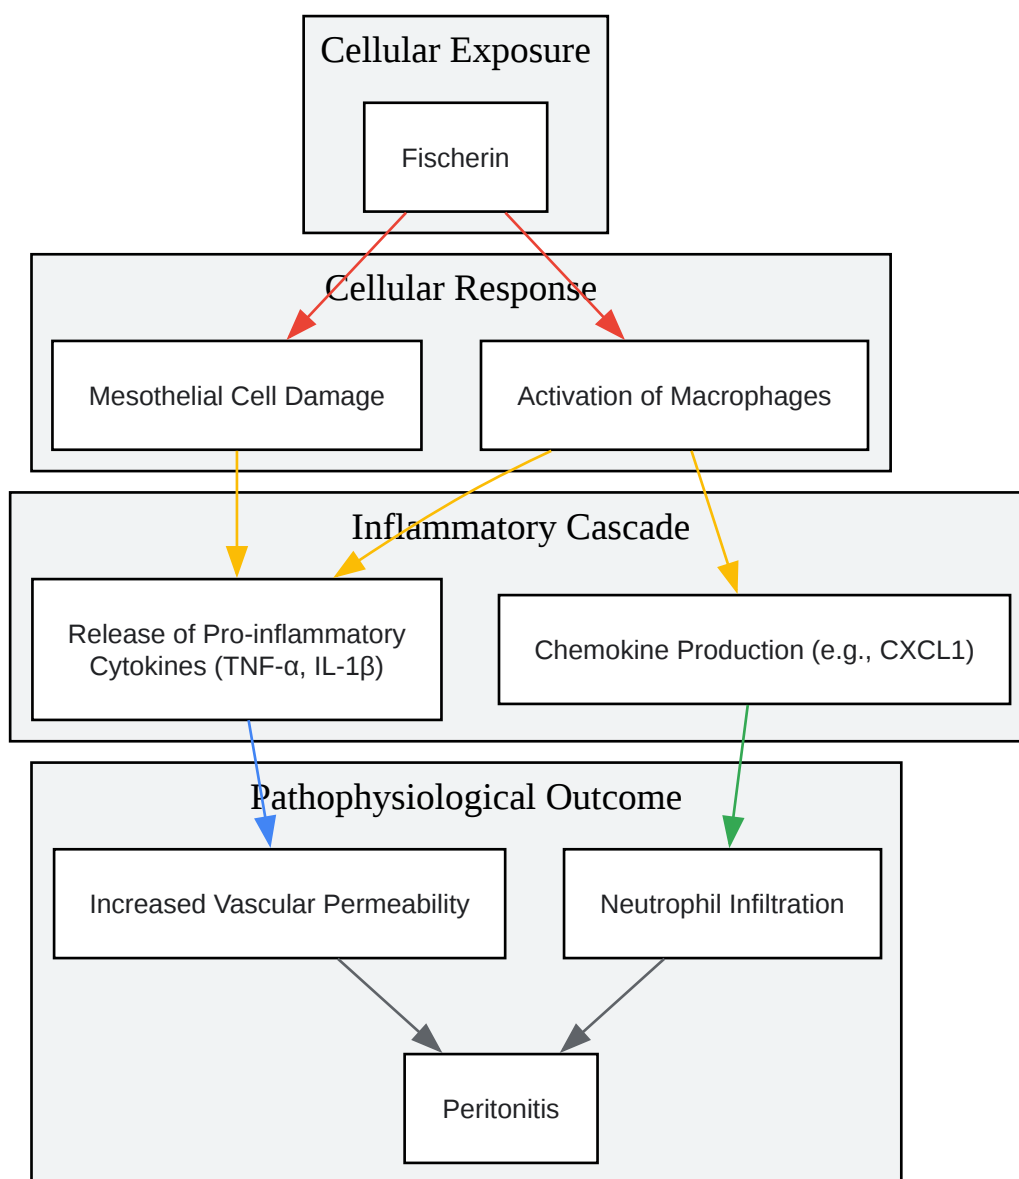 Cellular Exposure
Fischerin
Cellular Response
Mesothelial Cell Damage
Activation of Macrophages
Inflammatory Cascade
Release of Pro-inflammatory
Cytokines (TNF-α, IL-1β)
Chemokine Production (e.g., CXCL1)
Pathophysiological Outcome
Increased Vascular Permeability
Neutrophil Infiltration
Peritonitis